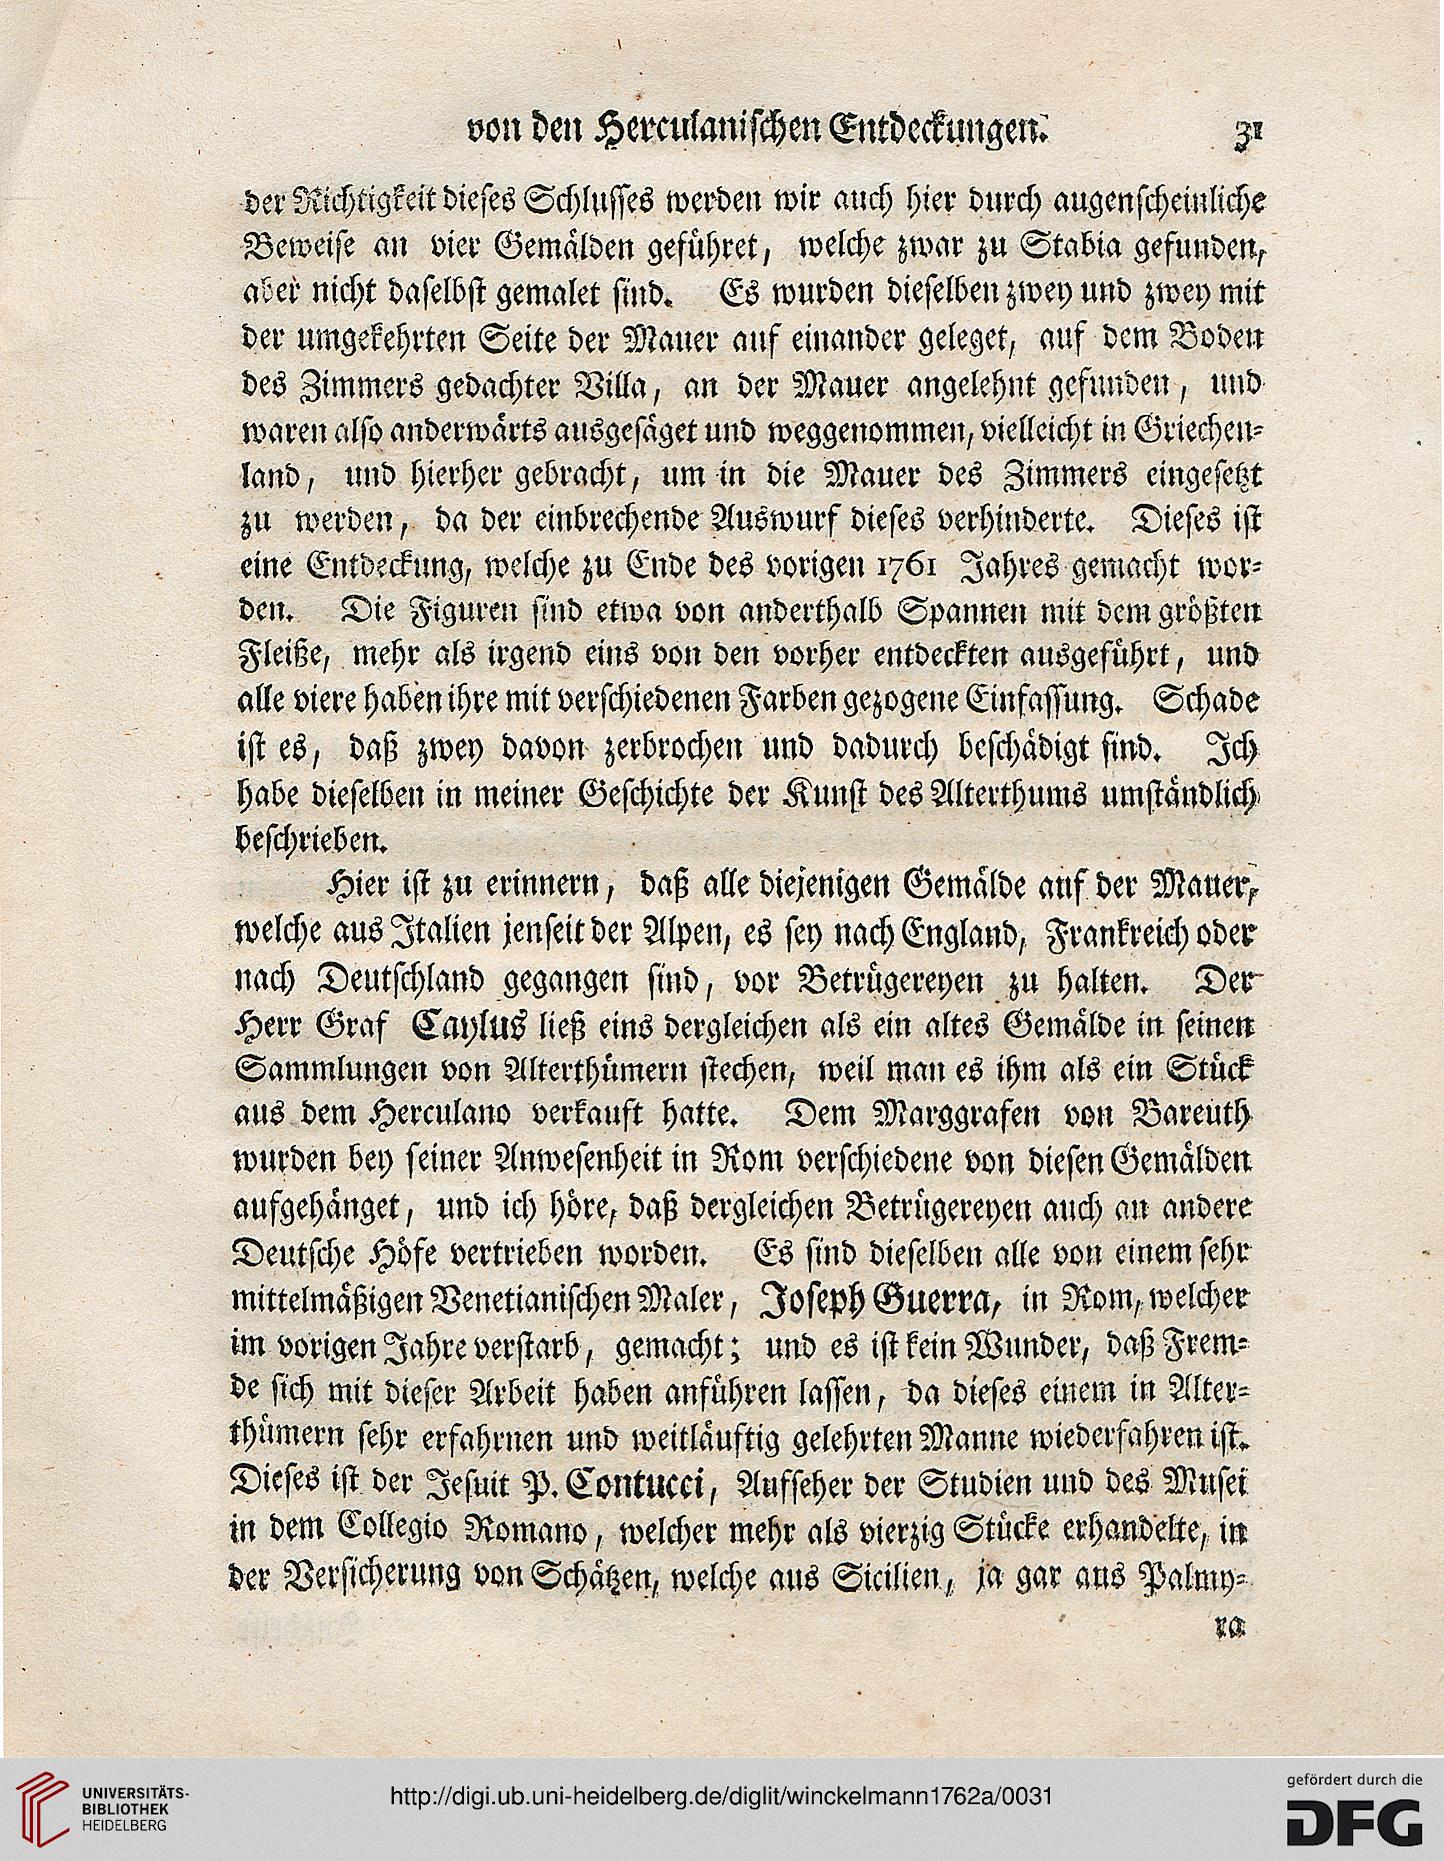 von den Herculanischen Entdeckungen. 31
der Richtigkeit dieses Schlusses werden wir auch hier durch augenscheinliche
Beweise an vier Gemälden geführet, welche zwar zu Stabia gefunden,
aber nicht daselbst gemalet sind. Es wurden dieselben zwey und zwey mit
der umgekehrten Seite der Mauer auf einander geleget, auf dem Boden
des Zimmers gedachter Villa, an der Mauer angelehnt gefunden, und
waren also anderwärts ausgesäget und weggenommen, vielleicht in Griechen-
land, und hierher gebracht, um in die Mauer des Zimmers eingesetzt
zu werden, da der einbrechende Auswurf dieses verhinderte. Dieses ist
eine Entdeckung, welche zu Ende des vorigen 1761 Jahres gemacht wor-
den. Die Figuren sind etwa von anderthalb Spannen mit dem größten
Fleiße, mehr als irgend eins von den vorher entdeckten ausgeführt, und
alle viere haben ihre mit verschiedenen Farben gezogene Einfassung. Schade
ist es, daß zwey davon zerbrochen und dadurch beschädigt sind. Ich
habe dieselben in meiner Geschichte der Kunst des Alterthums umständlich
beschrieben.
Hier ist zu erinnern, daß alle diejenigen Gemälde auf der Mauer,
welche aus Italien jenseit der Alpen, es sey nach England, Frankreich oder
nach Deutschland gegangen sind, vor Betrügereyen zu halten. Der
Herr Graf Caylus ließ eins dergleichen als ein altes Gemälde in seinen
Sammlungen von Alterthümern stechen, weil man es ihm als ein Stück
aus dem Herculano verkauft hatte. Dem Marggrafen von Bareuth
wurden bey seiner Anwesenheit in Rom verschiedene von diesen Gemälden
aufgehänget, und ich höre, daß dergleichen Betrügereyen auch an andere
Deutsche Höfe vertrieben worden. Es sind dieselben alle von einem sehr
mittelmäßigen Venetianischen Maler, Joseph Guerra, in Rom, welcher
im vorigen Jahre verstarb, gemacht; und es ist kein Wunder, daß Frem-
de sich mit dieser Arbeit haben anführen lassen, da dieses einem in Alter-
thümern sehr erfahrnen und weitläuftig gelehrten Manne wiederfahren ist.
Dieses ist der Jesuit P. Contucci, Aufseher der Studien und des Musei
in dem Collegio Romano, welcher mehr als vierzig Stücke erhandelte, in
der Versicherung von Schätzen, welche aus Sicilien, ja gar aus Palmy-
ra
UNIVERSITÄTS-
BIBLIOTHEK
HEIDELBERG
http://digi.ub.uni-heidelberg.de/diglit/winckelmann1762a/0031
gefördert durch die
DFG